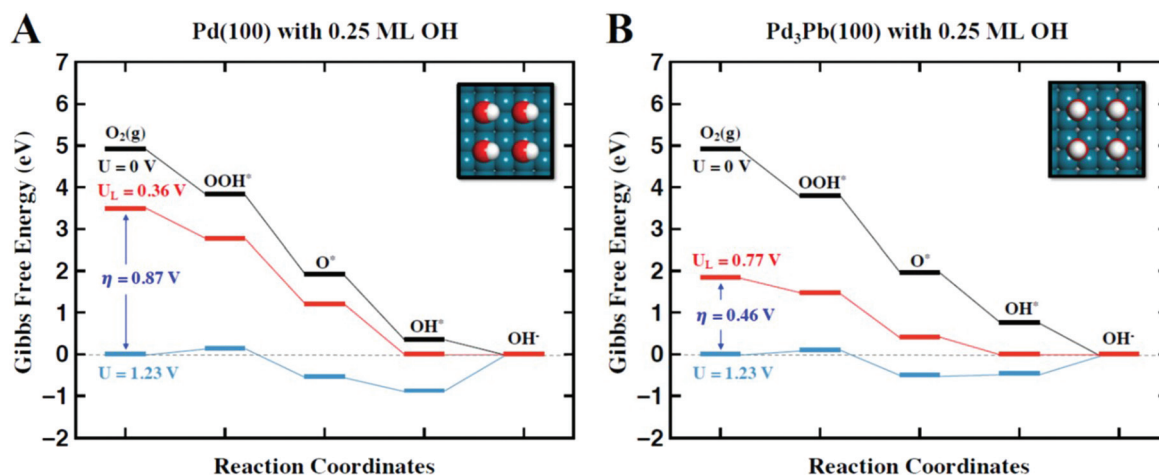 A
Pd(100) with 0.25 ML OH
7
6
5
4
3
2
1
0
−1
−2
Gibbs Free Energy (eV)
O₂(g)
U = 0 V
U_L = 0.36 V
η = 0.87 V
U = 1.23 V
OOH*
O*
OH*
OH⁻
Reaction Coordinates
B
Pd₃Pb(100) with 0.25 ML OH
7
6
5
4
3
2
1
0
−1
−2
Gibbs Free Energy (eV)
O₂(g)
U = 0 V
U_L = 0.77 V
η = 0.46 V
U = 1.23 V
OOH*
O*
OH*
OH⁻
Reaction Coordinates